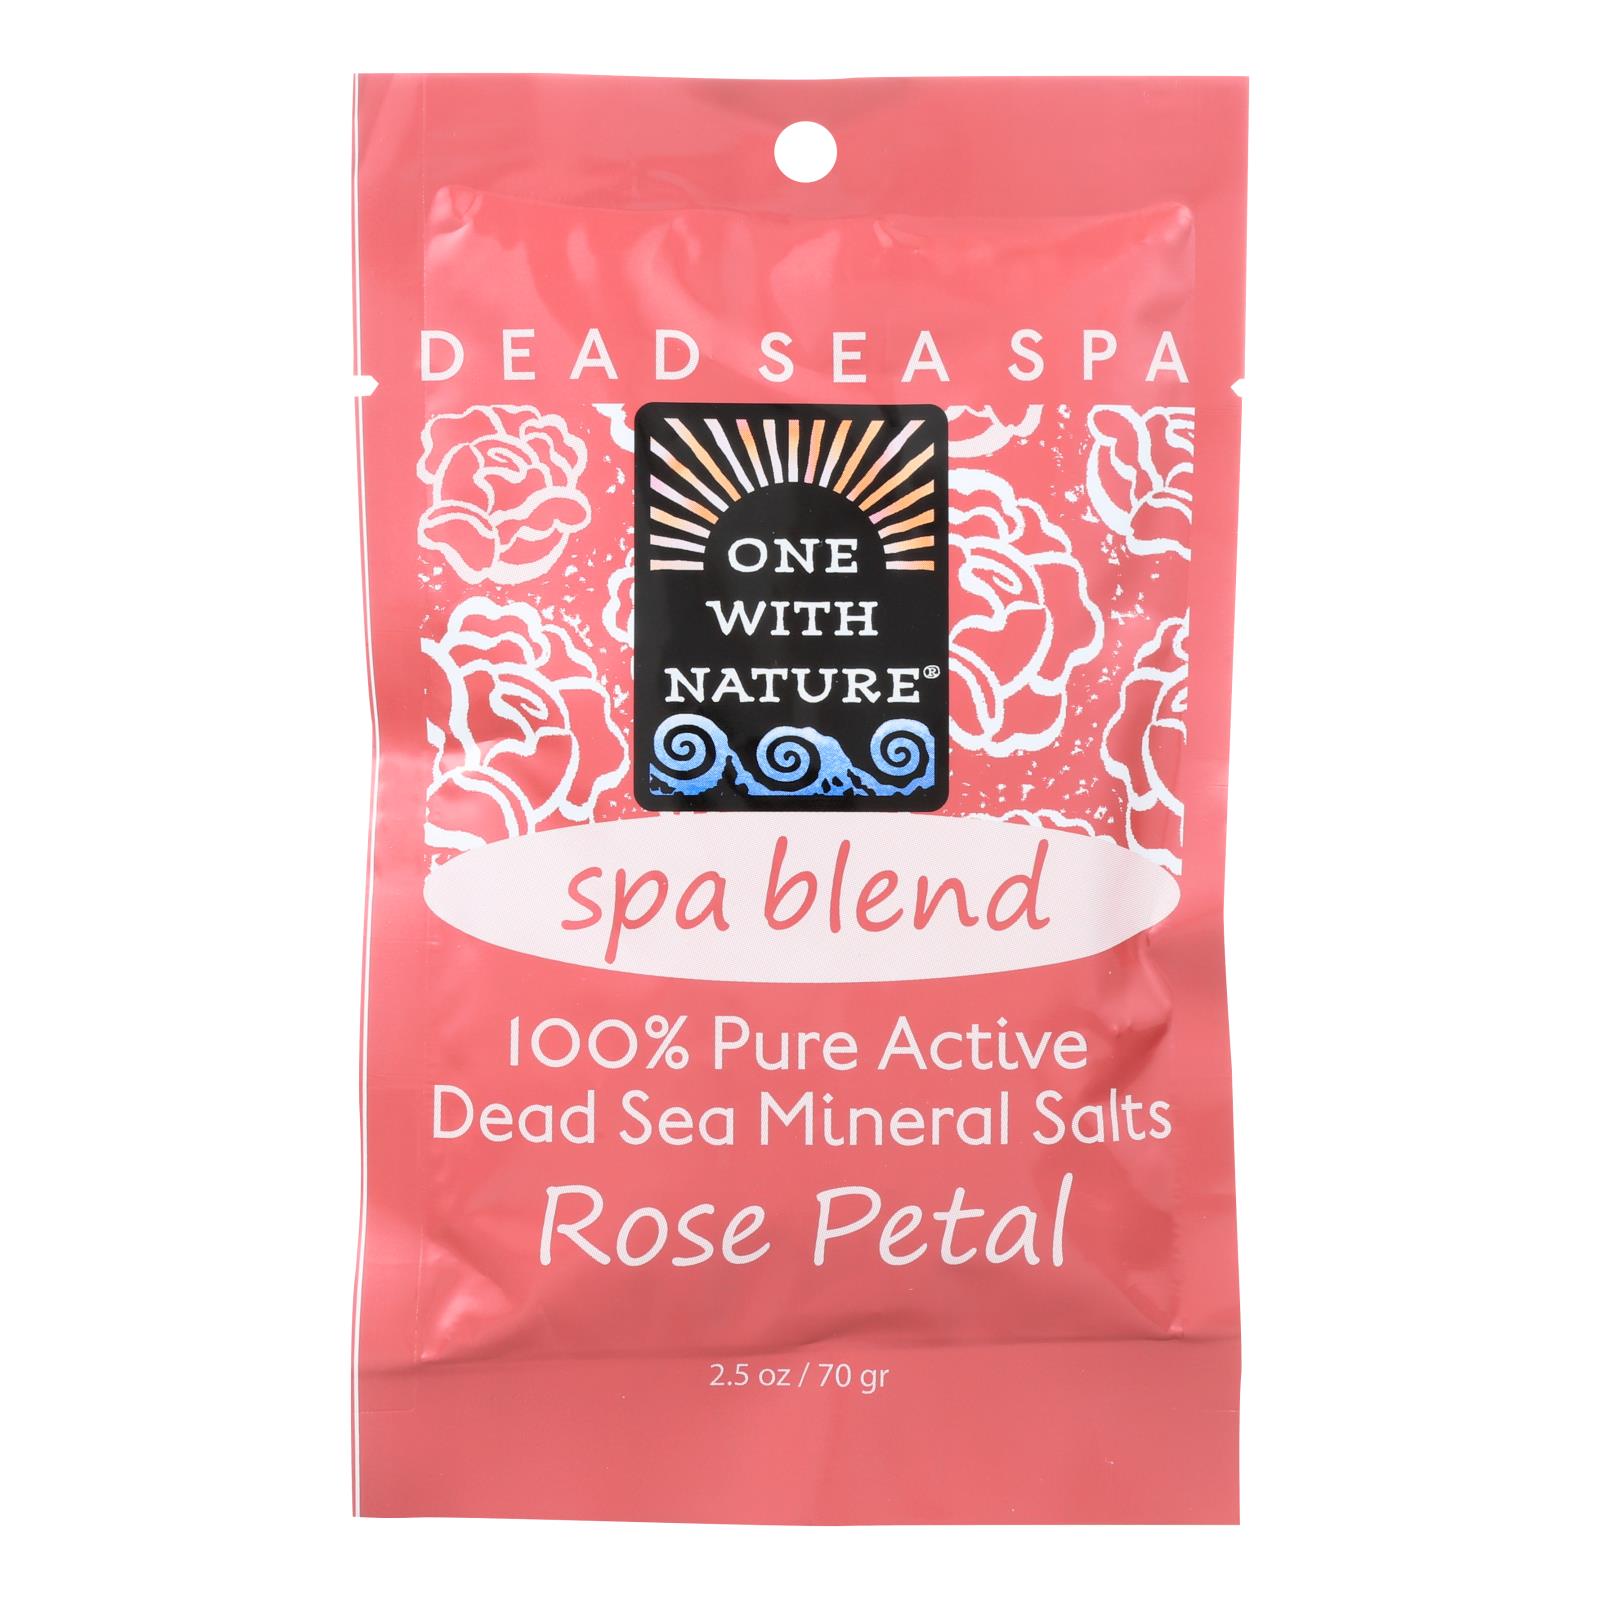 DEAD SEA SPA
ONE
WITH
NATURE®
spa blend
100% Pure Active
Dead Sea Mineral Salts
Rose Petal
2.5 oz / 70 gr